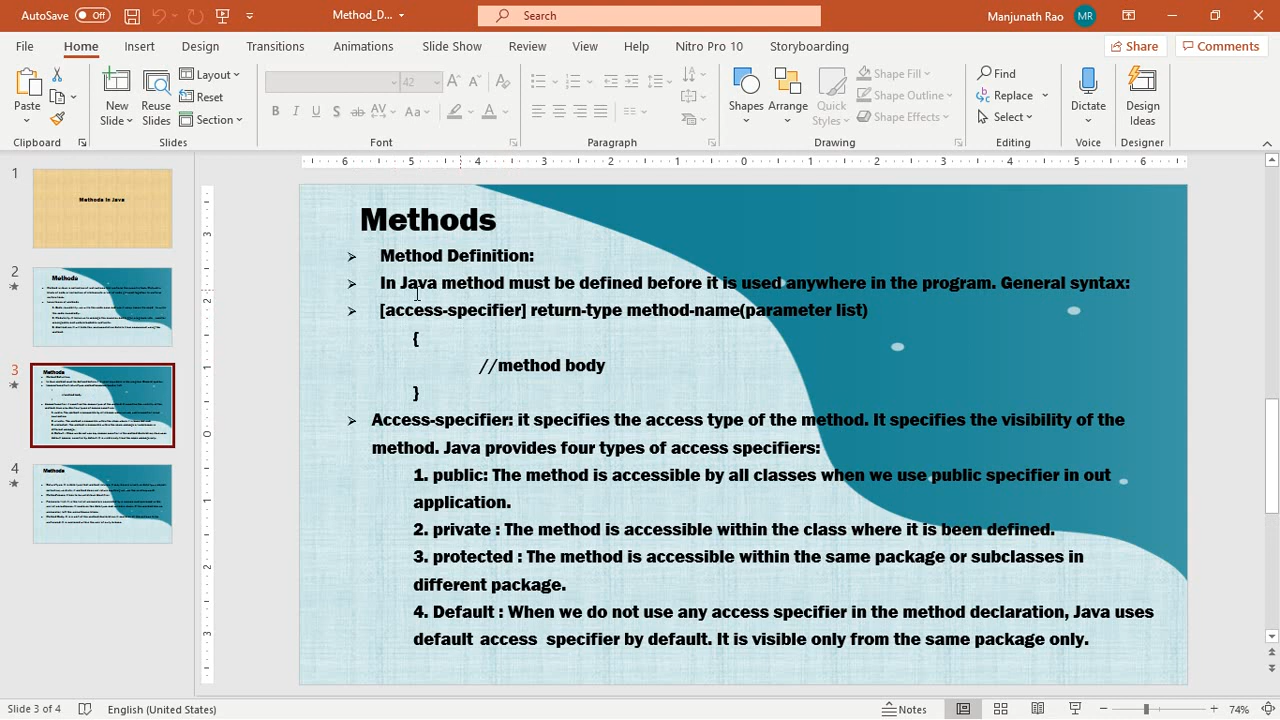 AutoSave Off Method_D... Search Manjunath Rao MR
File Home Insert Design Transitions Animations Slide Show Review View Help Nitro Pro 10 Storyboarding Share Comments
Paste New Slide Reuse Slides Layout Reset Section 42 Shapes Arrange Quick Styles Shape Fill Shape Outline Shape Effects Find Replace Select Dictate Design Ideas
Clipboard Slides Font Paragraph Drawing Editing Voice Designer
1
Methods in Java
2
Methods
3
Methods
4
Methods
Methods
Method Definition:
In Java method must be defined before it is used anywhere in the program. General syntax:
[access-specifier] return-type method-name(parameter list)
{
//method body
}
Access-specifier: it specifies the access type of the method. It specifies the visibility of the
method. Java provides four types of access specifiers:
1. public: The method is accessible by all classes when we use public specifier in out
application.
2. private : The method is accessible within the class where it is been defined.
3. protected : The method is accessible within the same package or subclasses in
different package.
4. Default : When we do not use any access specifier in the method declaration, Java uses
default access specifier by default. It is visible only from the same package only.
Slide 3 of 4 English (United States) Notes 74%